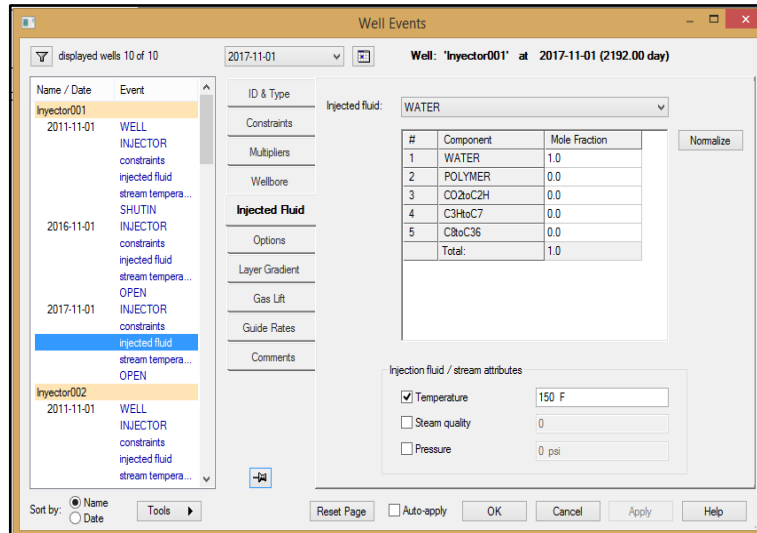 Well Events
displayed wells 10 of 10
2017-11-01
Well: 'Inyector001' at 2017-11-01 (2192.00 day)
Name / Date Event
Inyector001
2011-11-01 WELL
INJECTOR
constraints
injected fluid
stream tempera...
SHUTIN
2016-11-01 INJECTOR
constraints
injected fluid
stream tempera...
OPEN
2017-11-01 INJECTOR
constraints
injected fluid
stream tempera...
OPEN
Inyector002
2011-11-01 WELL
INJECTOR
constraints
injected fluid
stream tempera...
Sort by: Name
Date
Tools
ID & Type
Constraints
Multipliers
Wellbore
Injected Fluid
Options
Layer Gradient
Gas Lift
Guide Rates
Comments
Injected fluid: WATER
# Component Mole Fraction
1 WATER 1.0
2 POLYMER 0.0
3 CO2toC2H 0.0
4 C3HtoC7 0.0
5 C8toC36 0.0
Total: 1.0
Normalize
Injection fluid / stream attributes
Temperature 150 F
Steam quality 0
Pressure 0 psi
Reset Page Auto-apply OK Cancel Apply Help